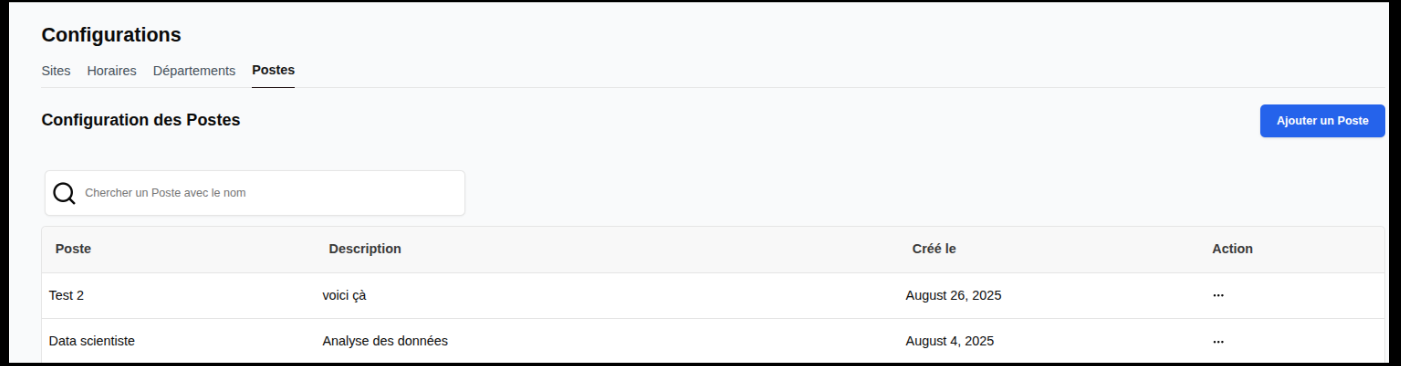 Configurations
Sites Horaires Départements Postes
Configuration des Postes
Ajouter un Poste
Chercher un Poste avec le nom
Poste Description Créé le Action
Test 2 voici çà August 26, 2025 ...
Data scientiste Analyse des données August 4, 2025 ...